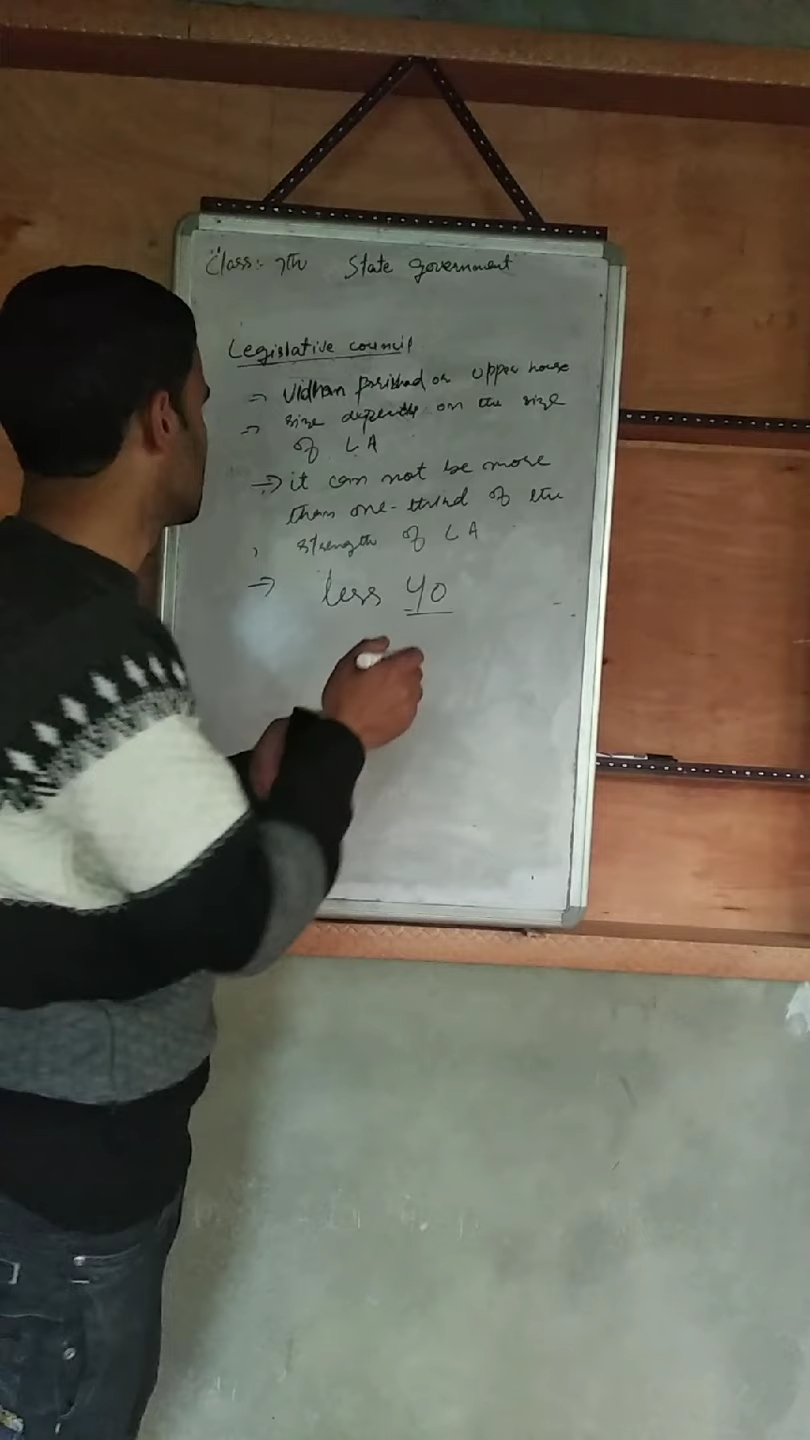 Class:- 7th State government
Legislative council
⇒ Vidhan parishad or upper house
⇒ size depends on the size
of L A
⇒ it can not be more
than one-third of the
strength of L A
⇒ less 40